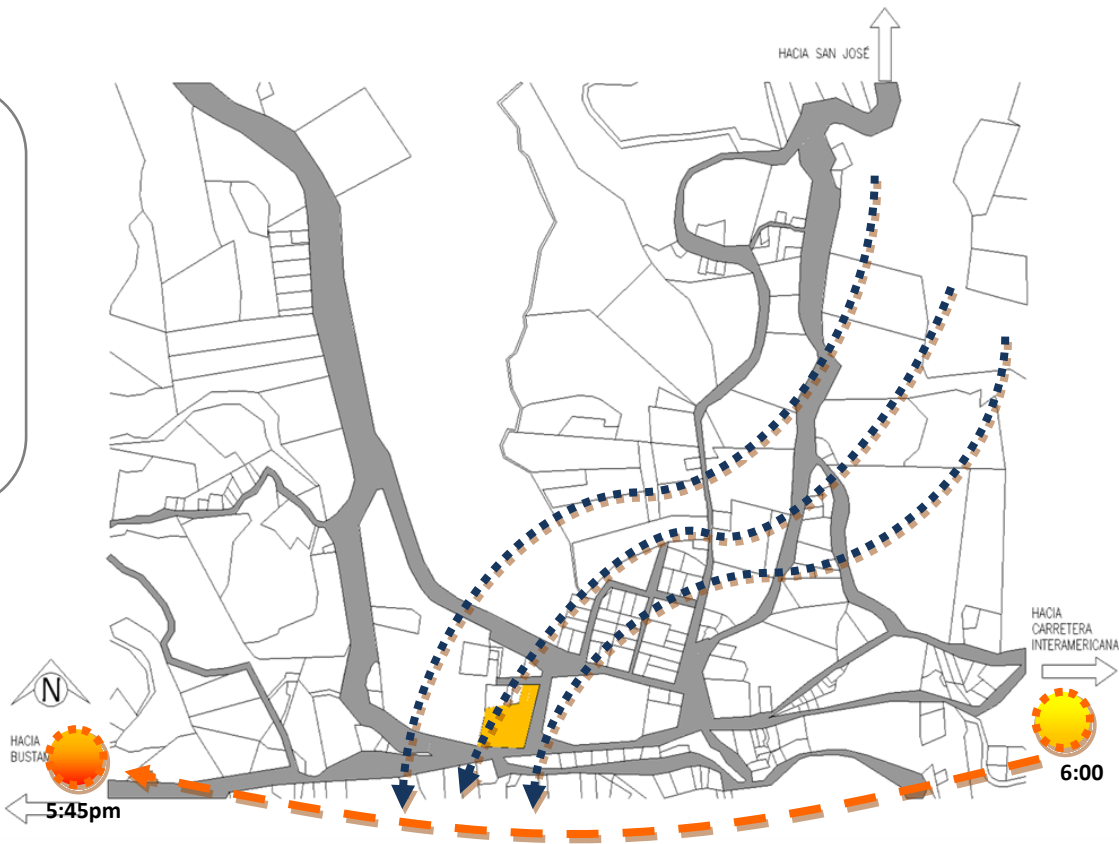 HACIA SAN JOSÉ
HACIA
CARRETERA
INTERAMERICANA
N
HACIA
6:00
5:45pm